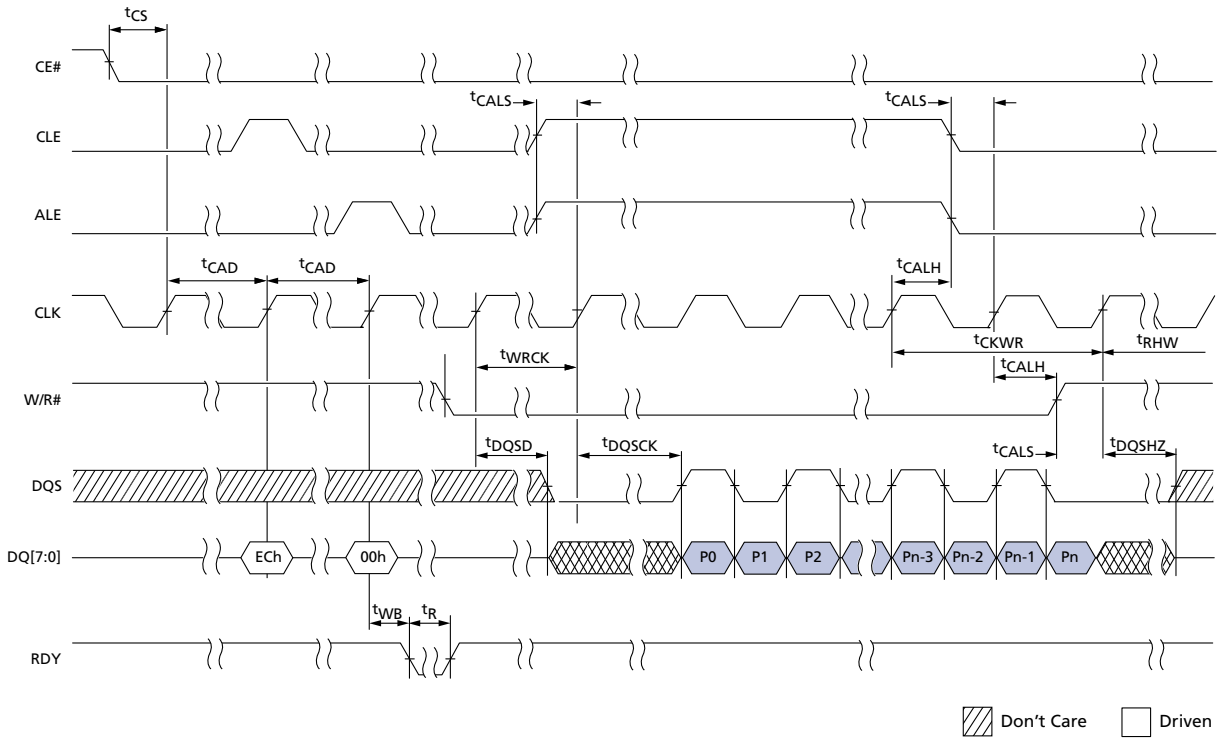 tCS
CE#
tCALS
tCALS
CLE
ALE
tCAD
tCAD
tCALH
CLK
tWRCK
tCKWR
tRHW
tCALH
W/R#
tDQSD
tDQSCK
tCALS
tDQSHZ
DQS
DQ[7:0]
ECh
00h
P0
P1
P2
Pn-3
Pn-2
Pn-1
Pn
tWB
tR
RDY
Don't Care
Driven